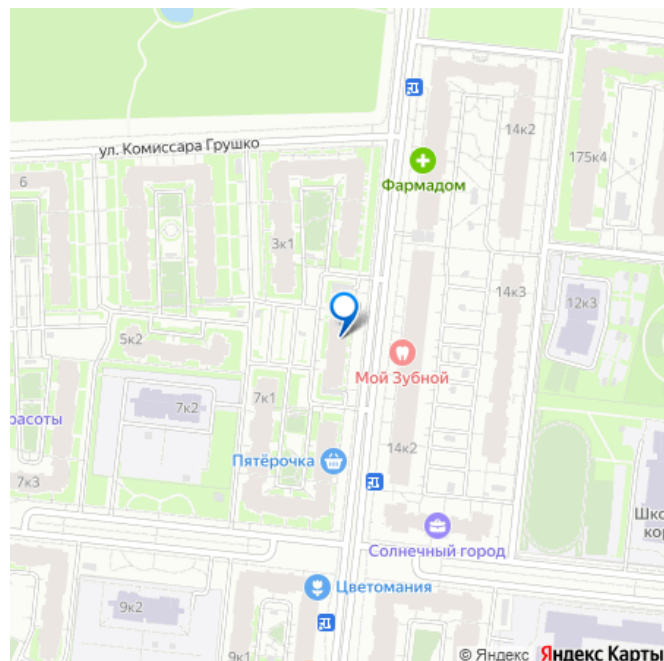 ул. Комиссара Грушко
14к2
Фармадом
175к4
6
3к1
14к3
12к3
5к2
Мой Зубной
7к1
7к2
расоты
14к2
Пятёрочка
7к3
Шко
кор
Солнечный город
Цветомания
9к2
9к1
© Яндекс Яндекс Карты